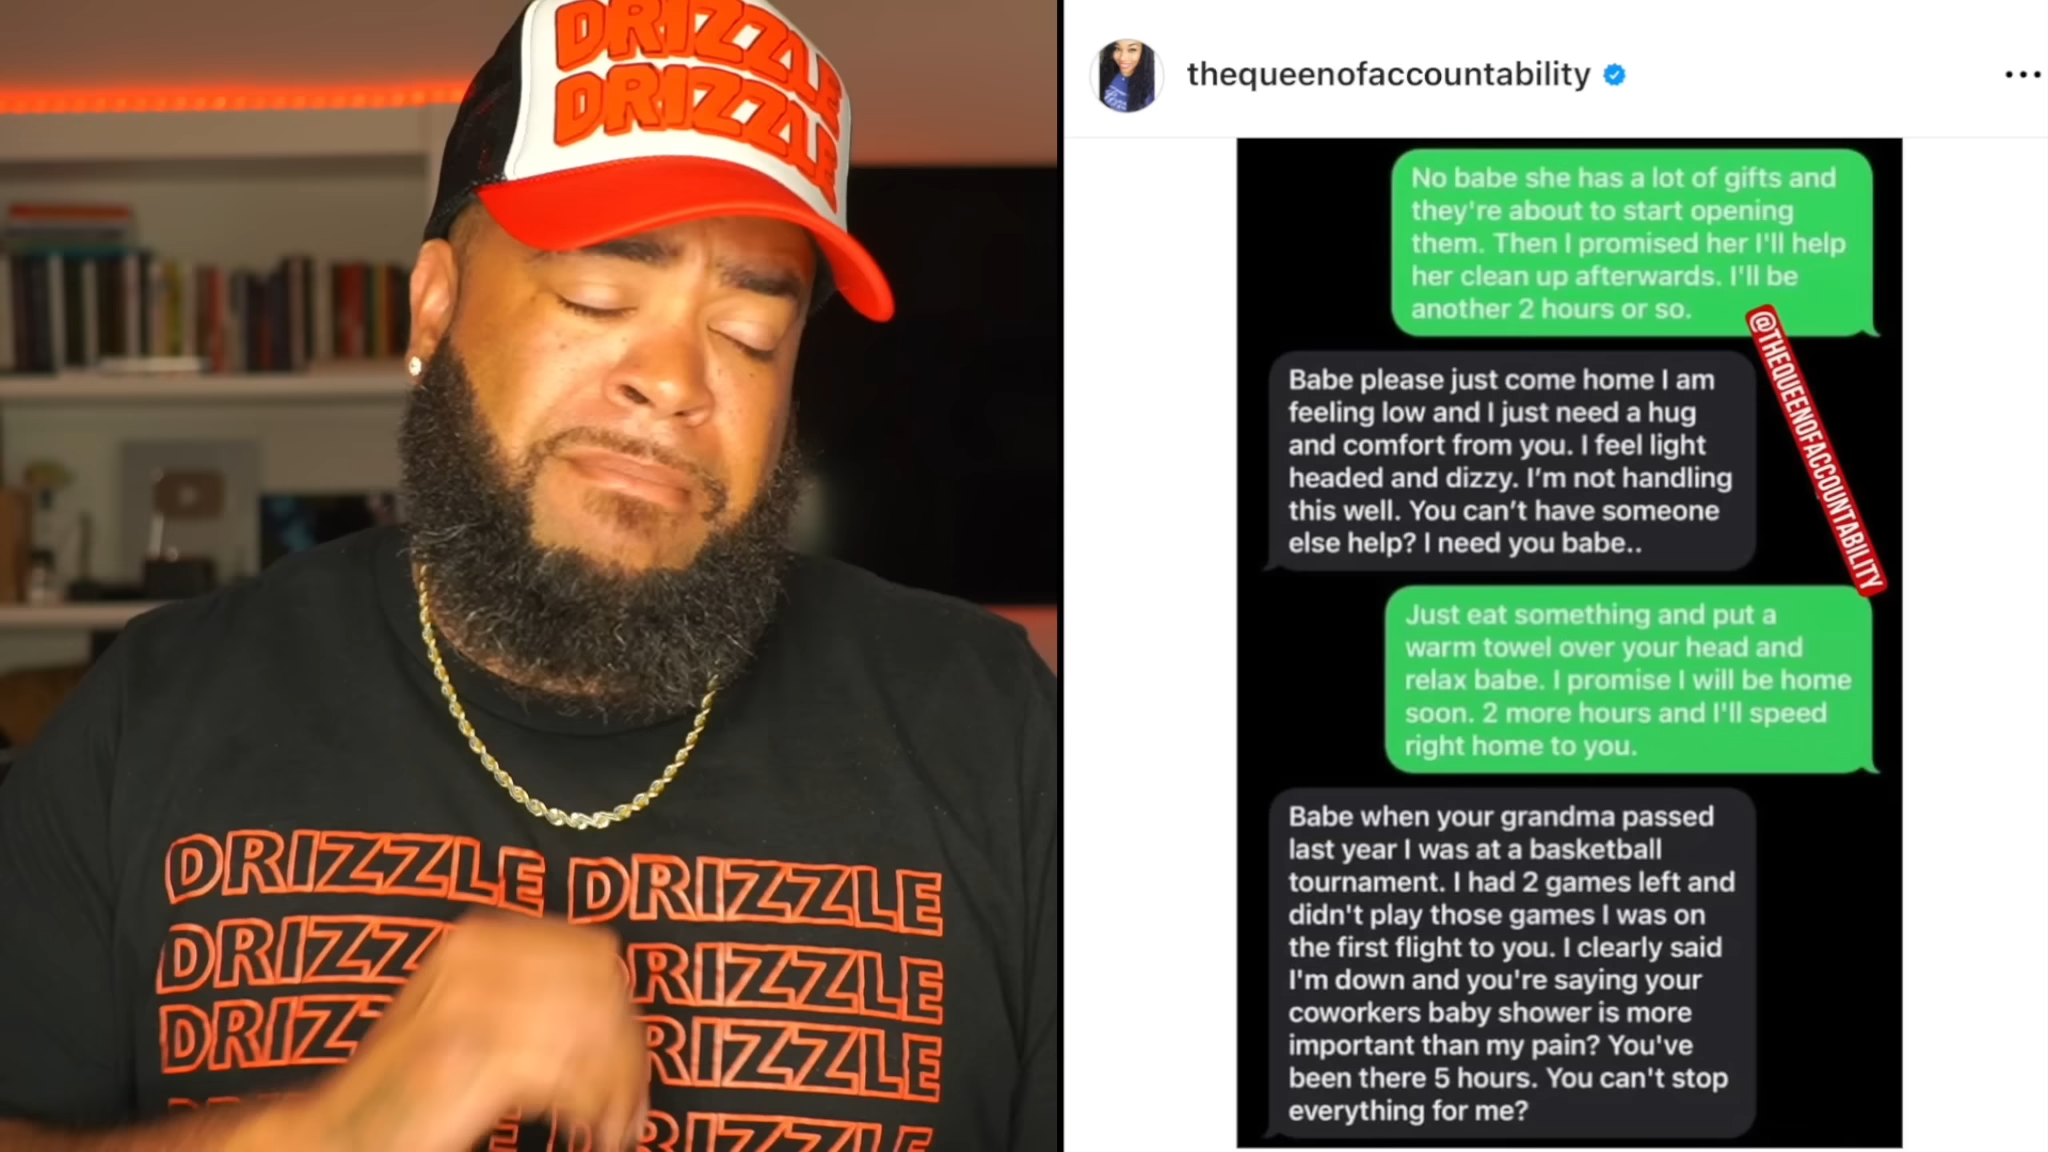 DRIZZLE
DRIZZLE
DRIZZLE DRIZZLE
DRIZZ RIZZLE
DRIZ RIZZLE
E DRIZZLE
thequeenofaccountability
No babe she has a lot of gifts and
they're about to start opening
them. Then I promised her I'll help
her clean up afterwards. I'll be
another 2 hours or so.
@THEQUEENOFACCOUNTABILITY
Babe please just come home I am
feeling low and I just need a hug
and comfort from you. I feel light
headed and dizzy. I’m not handling
this well. You can’t have someone
else help? I need you babe..
Just eat something and put a
warm towel over your head and
relax babe. I promise I will be home
soon. 2 more hours and I'll speed
right home to you.
Babe when your grandma passed
last year I was at a basketball
tournament. I had 2 games left and
didn't play those games I was on
the first flight to you. I clearly said
I'm down and you're saying your
coworkers baby shower is more
important than my pain? You've
been there 5 hours. You can't stop
everything for me?